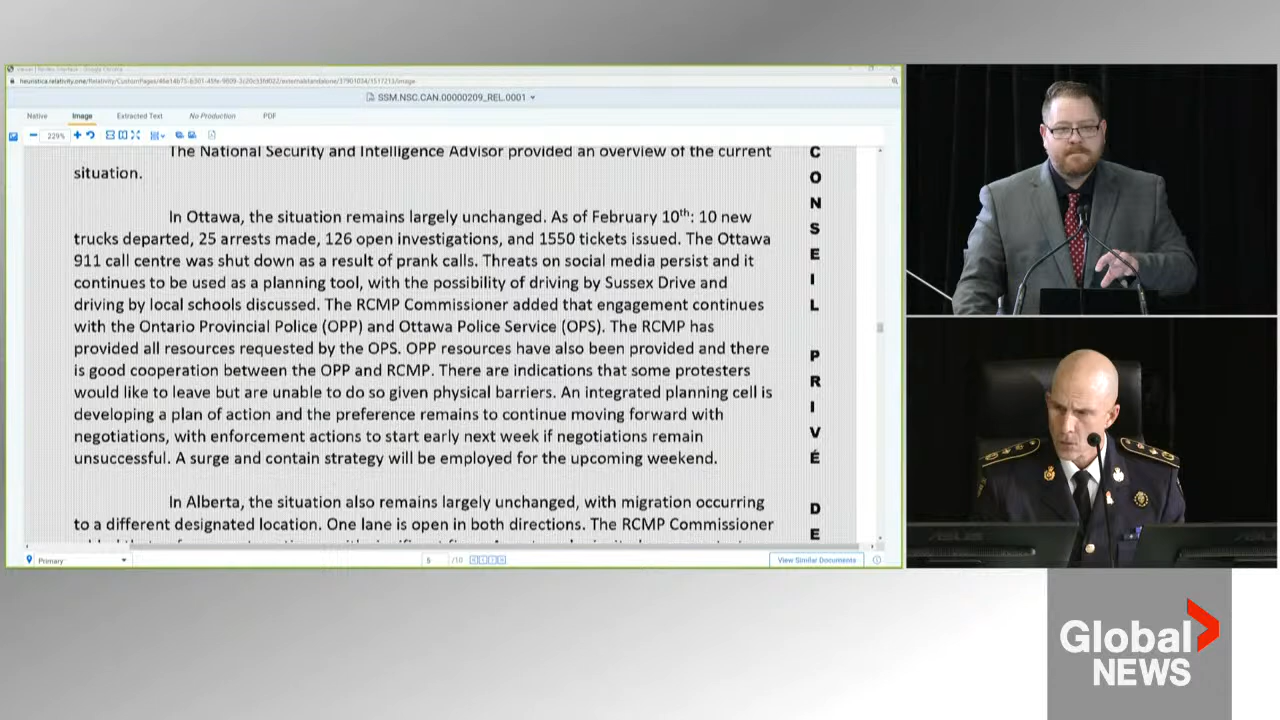 SSM.NSC.CAN.00000209_REL.0001
Native Image Extracted Text No Production PDF
229%
The National Security and Intelligence Advisor provided an overview of the current
situation.
In Ottawa, the situation remains largely unchanged. As of February 10th: 10 new
trucks departed, 25 arrests made, 126 open investigations, and 1550 tickets issued. The Ottawa
911 call centre was shut down as a result of prank calls. Threats on social media persist and it
continues to be used as a planning tool, with the possibility of driving by Sussex Drive and
driving by local schools discussed. The RCMP Commissioner added that engagement continues
with the Ontario Provincial Police (OPP) and Ottawa Police Service (OPS). The RCMP has
provided all resources requested by the OPS. OPP resources have also been provided and there
is good cooperation between the OPP and RCMP. There are indications that some protesters
would like to leave but are unable to do so given physical barriers. An integrated planning cell is
developing a plan of action and the preference remains to continue moving forward with
negotiations, with enforcement actions to start early next week if negotiations remain
unsuccessful. A surge and contain strategy will be employed for the upcoming weekend.
In Alberta, the situation also remains largely unchanged, with migration occurring
to a different designated location. One lane is open in both directions. The RCMP Commissioner
C
O
N
S
E
I
L
P
R
I
V
É
D
E
Primary
5 /10
View Similar Documents
Global
NEWS